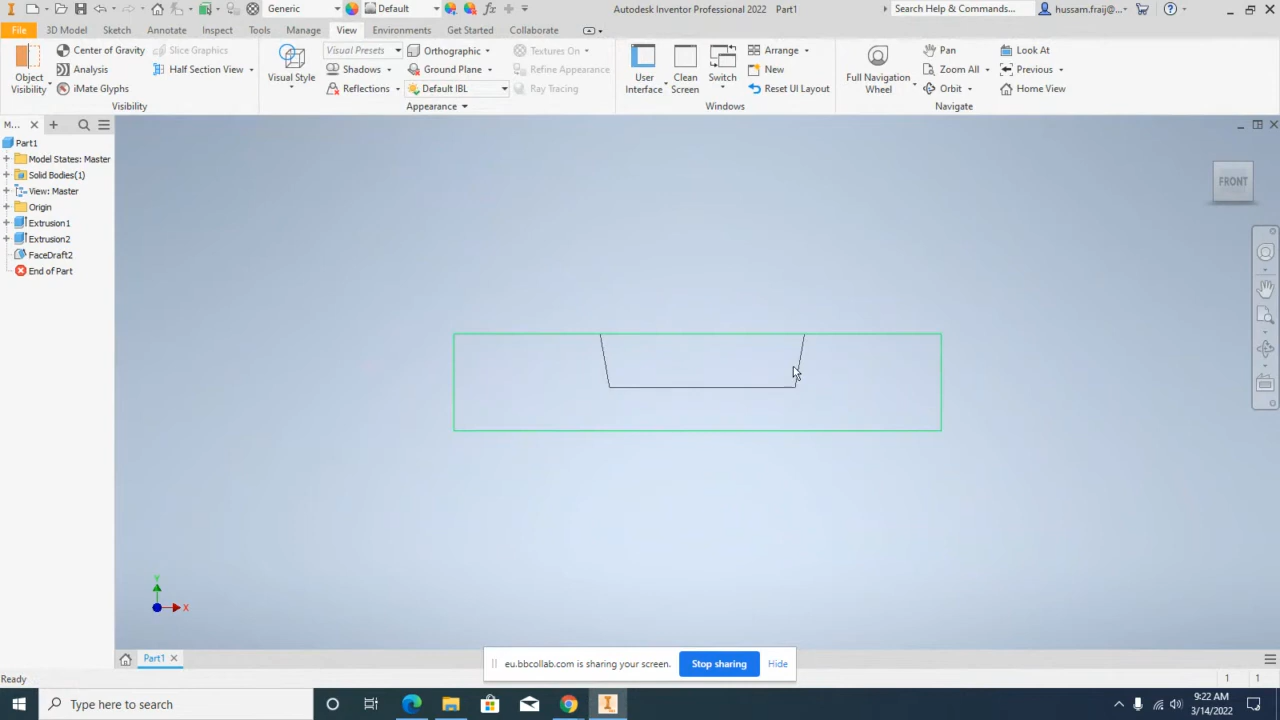 Generic
Default
Autodesk Inventor Professional 2022 Part1
Search Help & Commands...
hussam.fraij@...
File 3D Model Sketch Annotate Inspect Tools Manage View Environments Get Started Collaborate
Object Visibility
Center of Gravity
Slice Graphics
Analysis
Half Section View
iMate Glyphs
Visibility
Visual Style
Visual Presets
Shadows
Reflections
Orthographic
Ground Plane
Default IBL
Textures On
Refine Appearance
Ray Tracing
Appearance
User Interface
Clean Screen
Switch
Arrange
New
Reset UI Layout
Windows
Full Navigation Wheel
Pan
Zoom All
Orbit
Look At
Previous
Home View
Navigate
M...
Part1
Model States: Master
Solid Bodies(1)
View: Master
Origin
Extrusion1
Extrusion2
FaceDraft2
End of Part
FRONT
Y
X
Part1
eu.bbcollab.com is sharing your screen.
Stop sharing
Hide
Ready
1 1
Type here to search
9:22 AM
3/14/2022